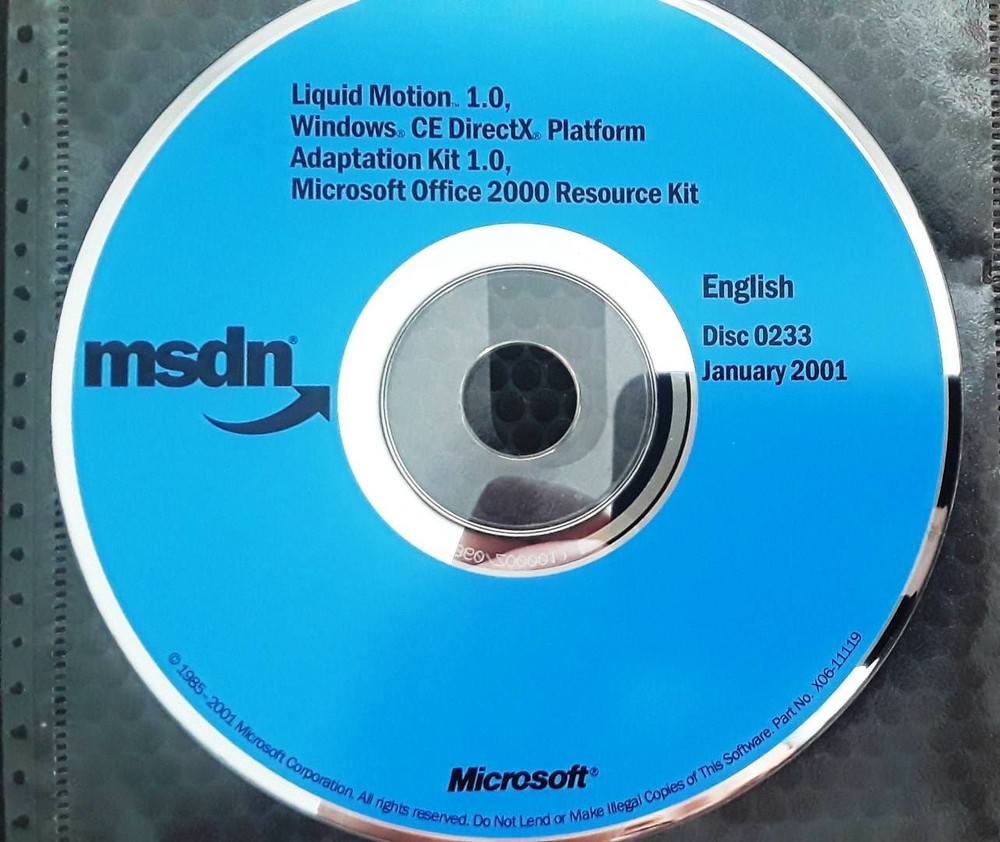 Liquid Motion™ 1.0,
Windows® CE DirectX® Platform
Adaptation Kit 1.0,
Microsoft Office 2000 Resource Kit
English
Disc 0233
January 2001
msdn®
Microsoft®
© 1985 - 2001 Microsoft Corporation. All rights reserved. Do Not Lend or Make Illegal Copies of This Software. Part No. X06-11119